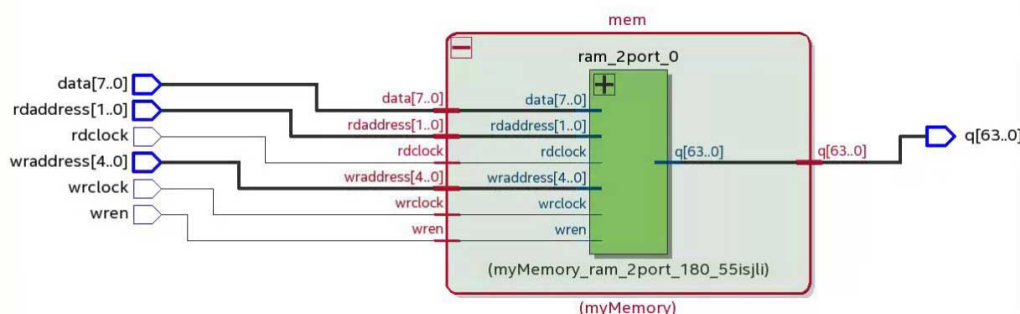 mem
ram_2port_0
data[7..0]
rdaddress[1..0]
rdclock
wraddress[4..0]
wrclock
wren
data[7..0]
rdaddress[1..0]
rdclock
wraddress[4..0]
wrclock
wren
data[7..0]
rdaddress[1..0]
rdclock
wraddress[4..0]
wrclock
wren
q[63..0]
q[63..0]
q[63..0]
(myMemory_ram_2port_180_55isjli)
(myMemory)